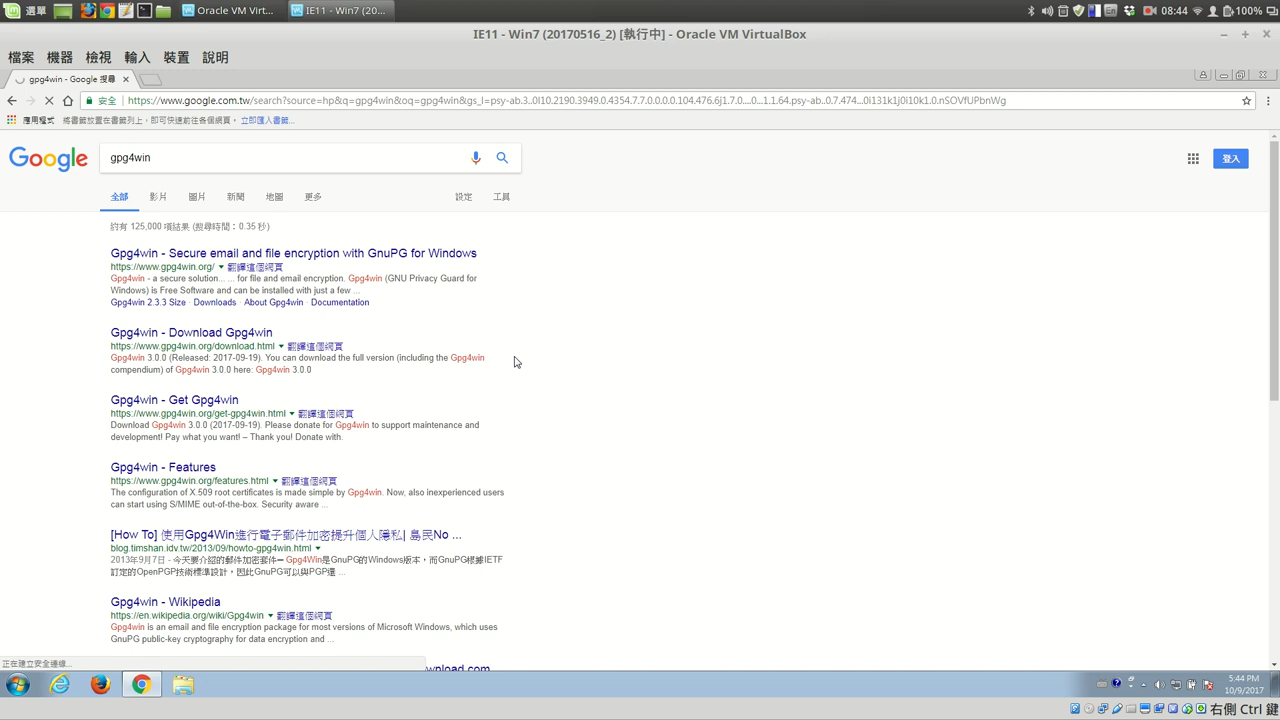 選單
Oracle VM Virt...
IE11 - Win7 (20...
08:44
100%
IE11 - Win7 (20170516_2) [執行中] - Oracle VM VirtualBox
檔案 機器 檢視 輸入 裝置 說明
gpg4win - Google 搜尋
安全 https://www.google.com.tw/search?source=hp&q=gpg4win&oq=gpg4win&gs_l=psy-ab.3..0l10.2190.3949.0.4354.7.7.0.0.0.0.104.476.6j1.7.0....0...1.1.64.psy-ab..0.7.474...0i131k1j0i10k1.0.nSOVfUPbnWg
應用程式 將書籤放置在書籤列上，即可快速前往各個網頁。 立即匯入書籤...
Google gpg4win 登入
全部 影片 圖片 新聞 地圖 更多 設定 工具
約有 125,000 項結果 (搜尋時間：0.35 秒)
Gpg4win - Secure email and file encryption with GnuPG for Windows
https://www.gpg4win.org/ 翻譯這個網頁
Gpg4win - a secure solution... ... for file and email encryption. Gpg4win (GNU Privacy Guard for
Windows) is Free Software and can be installed with just a few ...
Gpg4win 2.3.3 Size · Downloads · About Gpg4win · Documentation
Gpg4win - Download Gpg4win
https://www.gpg4win.org/download.html 翻譯這個網頁
Gpg4win 3.0.0 (Released: 2017-09-19). You can download the full version (including the Gpg4win
compendium) of Gpg4win 3.0.0 here: Gpg4win 3.0.0
Gpg4win - Get Gpg4win
https://www.gpg4win.org/get-gpg4win.html 翻譯這個網頁
Download Gpg4win 3.0.0 (2017-09-19). Please donate for Gpg4win to support maintenance and
development! Pay what you want! – Thank you! Donate with.
Gpg4win - Features
https://www.gpg4win.org/features.html 翻譯這個網頁
The configuration of X.509 root certificates is made simple by Gpg4win. Now, also inexperienced users
can start using S/MIME out-of-the-box. Security aware ...
[How To] 使用Gpg4Win進行電子郵件加密提升個人隱私| 島民No ...
blog.timshan.idv.tw/2013/09/howto-gpg4win.html
2013年9月7日 - 今天要介紹的郵件加密套件━ Gpg4Win是GnuPG的Windows版本，而GnuPG根據IETF
訂定的OpenPGP技術標準設計，因此GnuPG可以與PGP還 ...
Gpg4win - Wikipedia
https://en.wikipedia.org/wiki/Gpg4win 翻譯這個網頁
Gpg4win is an email and file encryption package for most versions of Microsoft Windows, which uses
GnuPG public-key cryptography for data encryption and ...
正在建立安全連線...
wnload.com
5:44 PM
10/9/2017
右側 Ctrl 鍵